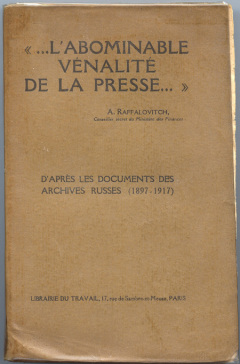 « ...L'ABOMINABLE
VÉNALITÉ
DE LA PRESSE... »
A. RAFFALOVITCH,
Conseiller secret au Ministère des Finances
D'APRÈS LES DOCUMENTS DES
ARCHIVES RUSSES (1897-1917)
LIBRAIRIE DU TRAVAIL, 17, rue de Sambre-et-Meuse, PARIS